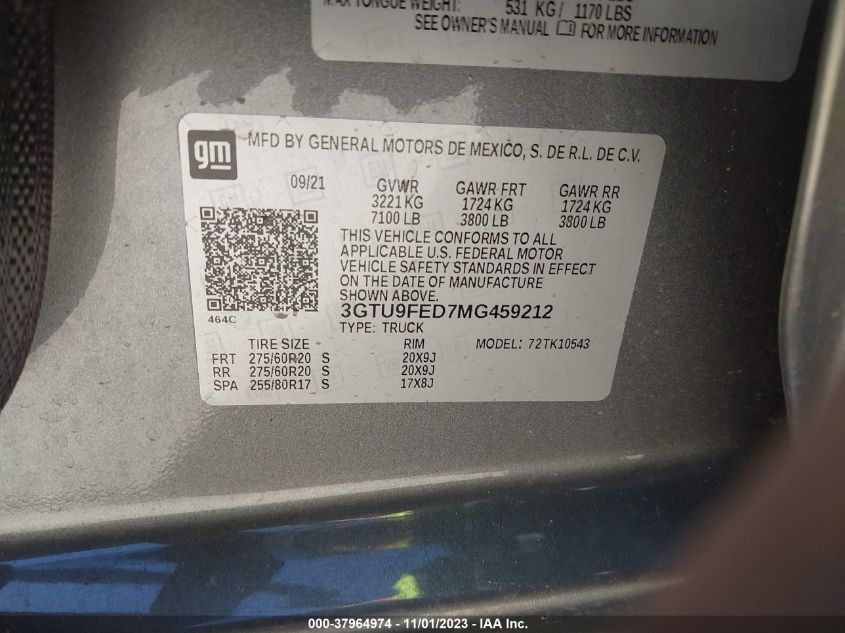 MAX TONGUE WEIGHT: 531 KG/ 1170 LBS
SEE OWNER'S MANUAL FOR MORE INFORMATION
gm
MFD BY GENERAL MOTORS DE MEXICO, S. DE R.L. DE C.V.
09/21 GVWR GAWR FRT GAWR RR
3221 KG 1724 KG 1724 KG
7100 LB 3800 LB 3800 LB
THIS VEHICLE CONFORMS TO ALL
APPLICABLE U.S. FEDERAL MOTOR
VEHICLE SAFETY STANDARDS IN EFFECT
ON THE DATE OF MANUFACTURE
SHOWN ABOVE.
464C 3GTU9FED7MG459212
TYPE: TRUCK
TIRE SIZE RIM MODEL: 72TK10543
FRT 275/60R20 S 20X9J
RR 275/60R20 S 20X9J
SPA 255/80R17 S 17X8J
000-37964974 - 11/01/2023 - IAA Inc.